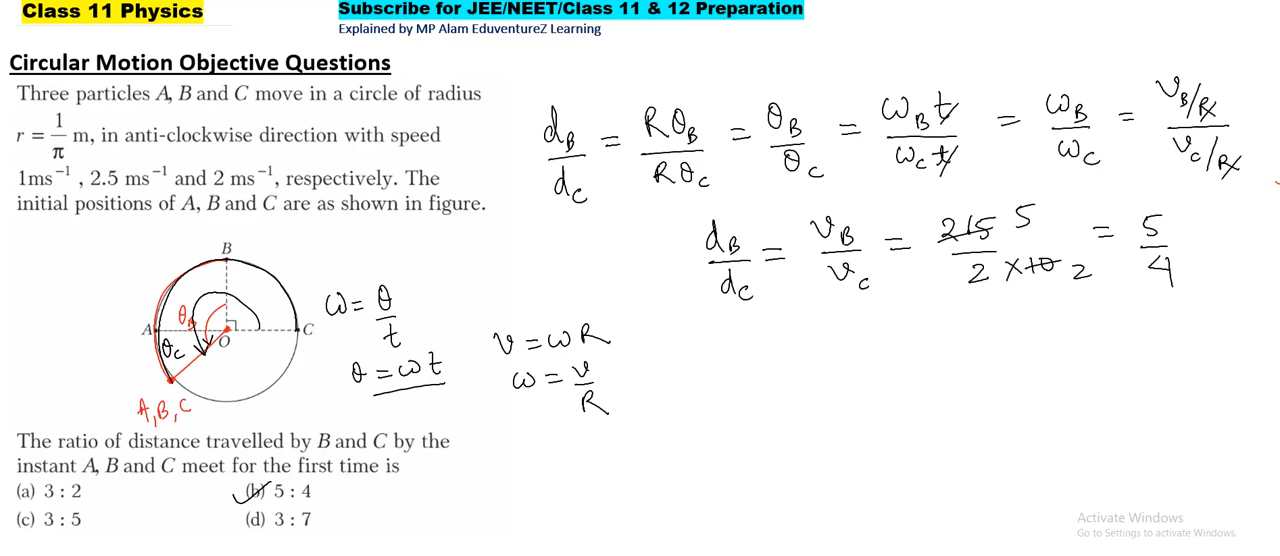 Class 11 Physics
Subscribe for JEE/NEET/Class 11 & 12 Preparation
Explained by MP Alam EduventureZ Learning
Circular Motion Objective Questions
Three particles A, B and C move in a circle of radius
r = 1/π m, in anti-clockwise direction with speed
1ms⁻¹ , 2.5 ms⁻¹ and 2 ms⁻¹, respectively. The
initial positions of A, B and C are as shown in figure.
B
A
C
O
θB
θC
A, B, C
ω = θ/t
θ = ωt
v = ωR
ω = v/R
dB/dC = RθB/RθC = θB/θC = ωB t/ωC t = ωB/ωC = vB/R/vC/R
dB/dC = vB/vC = 215 5/2 × 10 2 = 5/4
The ratio of distance travelled by B and C by the
instant A, B and C meet for the first time is
(a) 3 : 2
(b) 5 : 4
(c) 3 : 5
(d) 3 : 7
Activate Windows
Go to Settings to activate Windows.